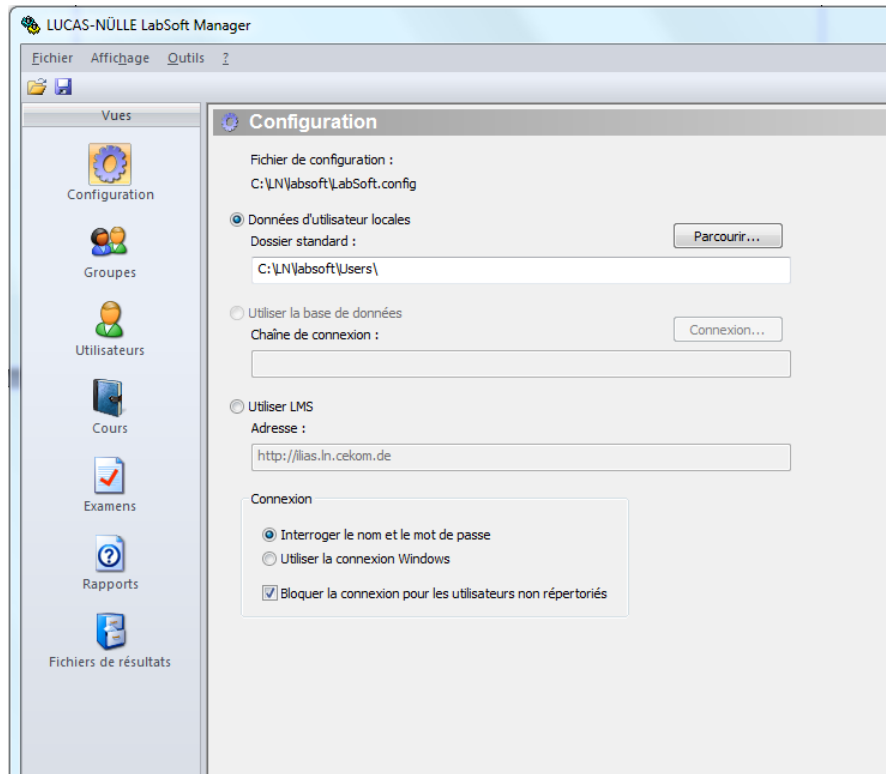 LUCAS-NÜLLE LabSoft Manager
Fichier Affichage Outils ?
Vues
Configuration
Groupes
Utilisateurs
Cours
Examens
Rapports
Fichiers de résultats
Configuration
Fichier de configuration :
C:\LN\labsoft\LabSoft.config
Données d'utilisateur locales
Dossier standard :
Parcourir...
C:\LN\labsoft\Users\
Utiliser la base de données
Chaîne de connexion :
Connexion...
Utiliser LMS
Adresse :
http://ilias.ln.cekom.de
Connexion
Interroger le nom et le mot de passe
Utiliser la connexion Windows
Bloquer la connexion pour les utilisateurs non répertoriés